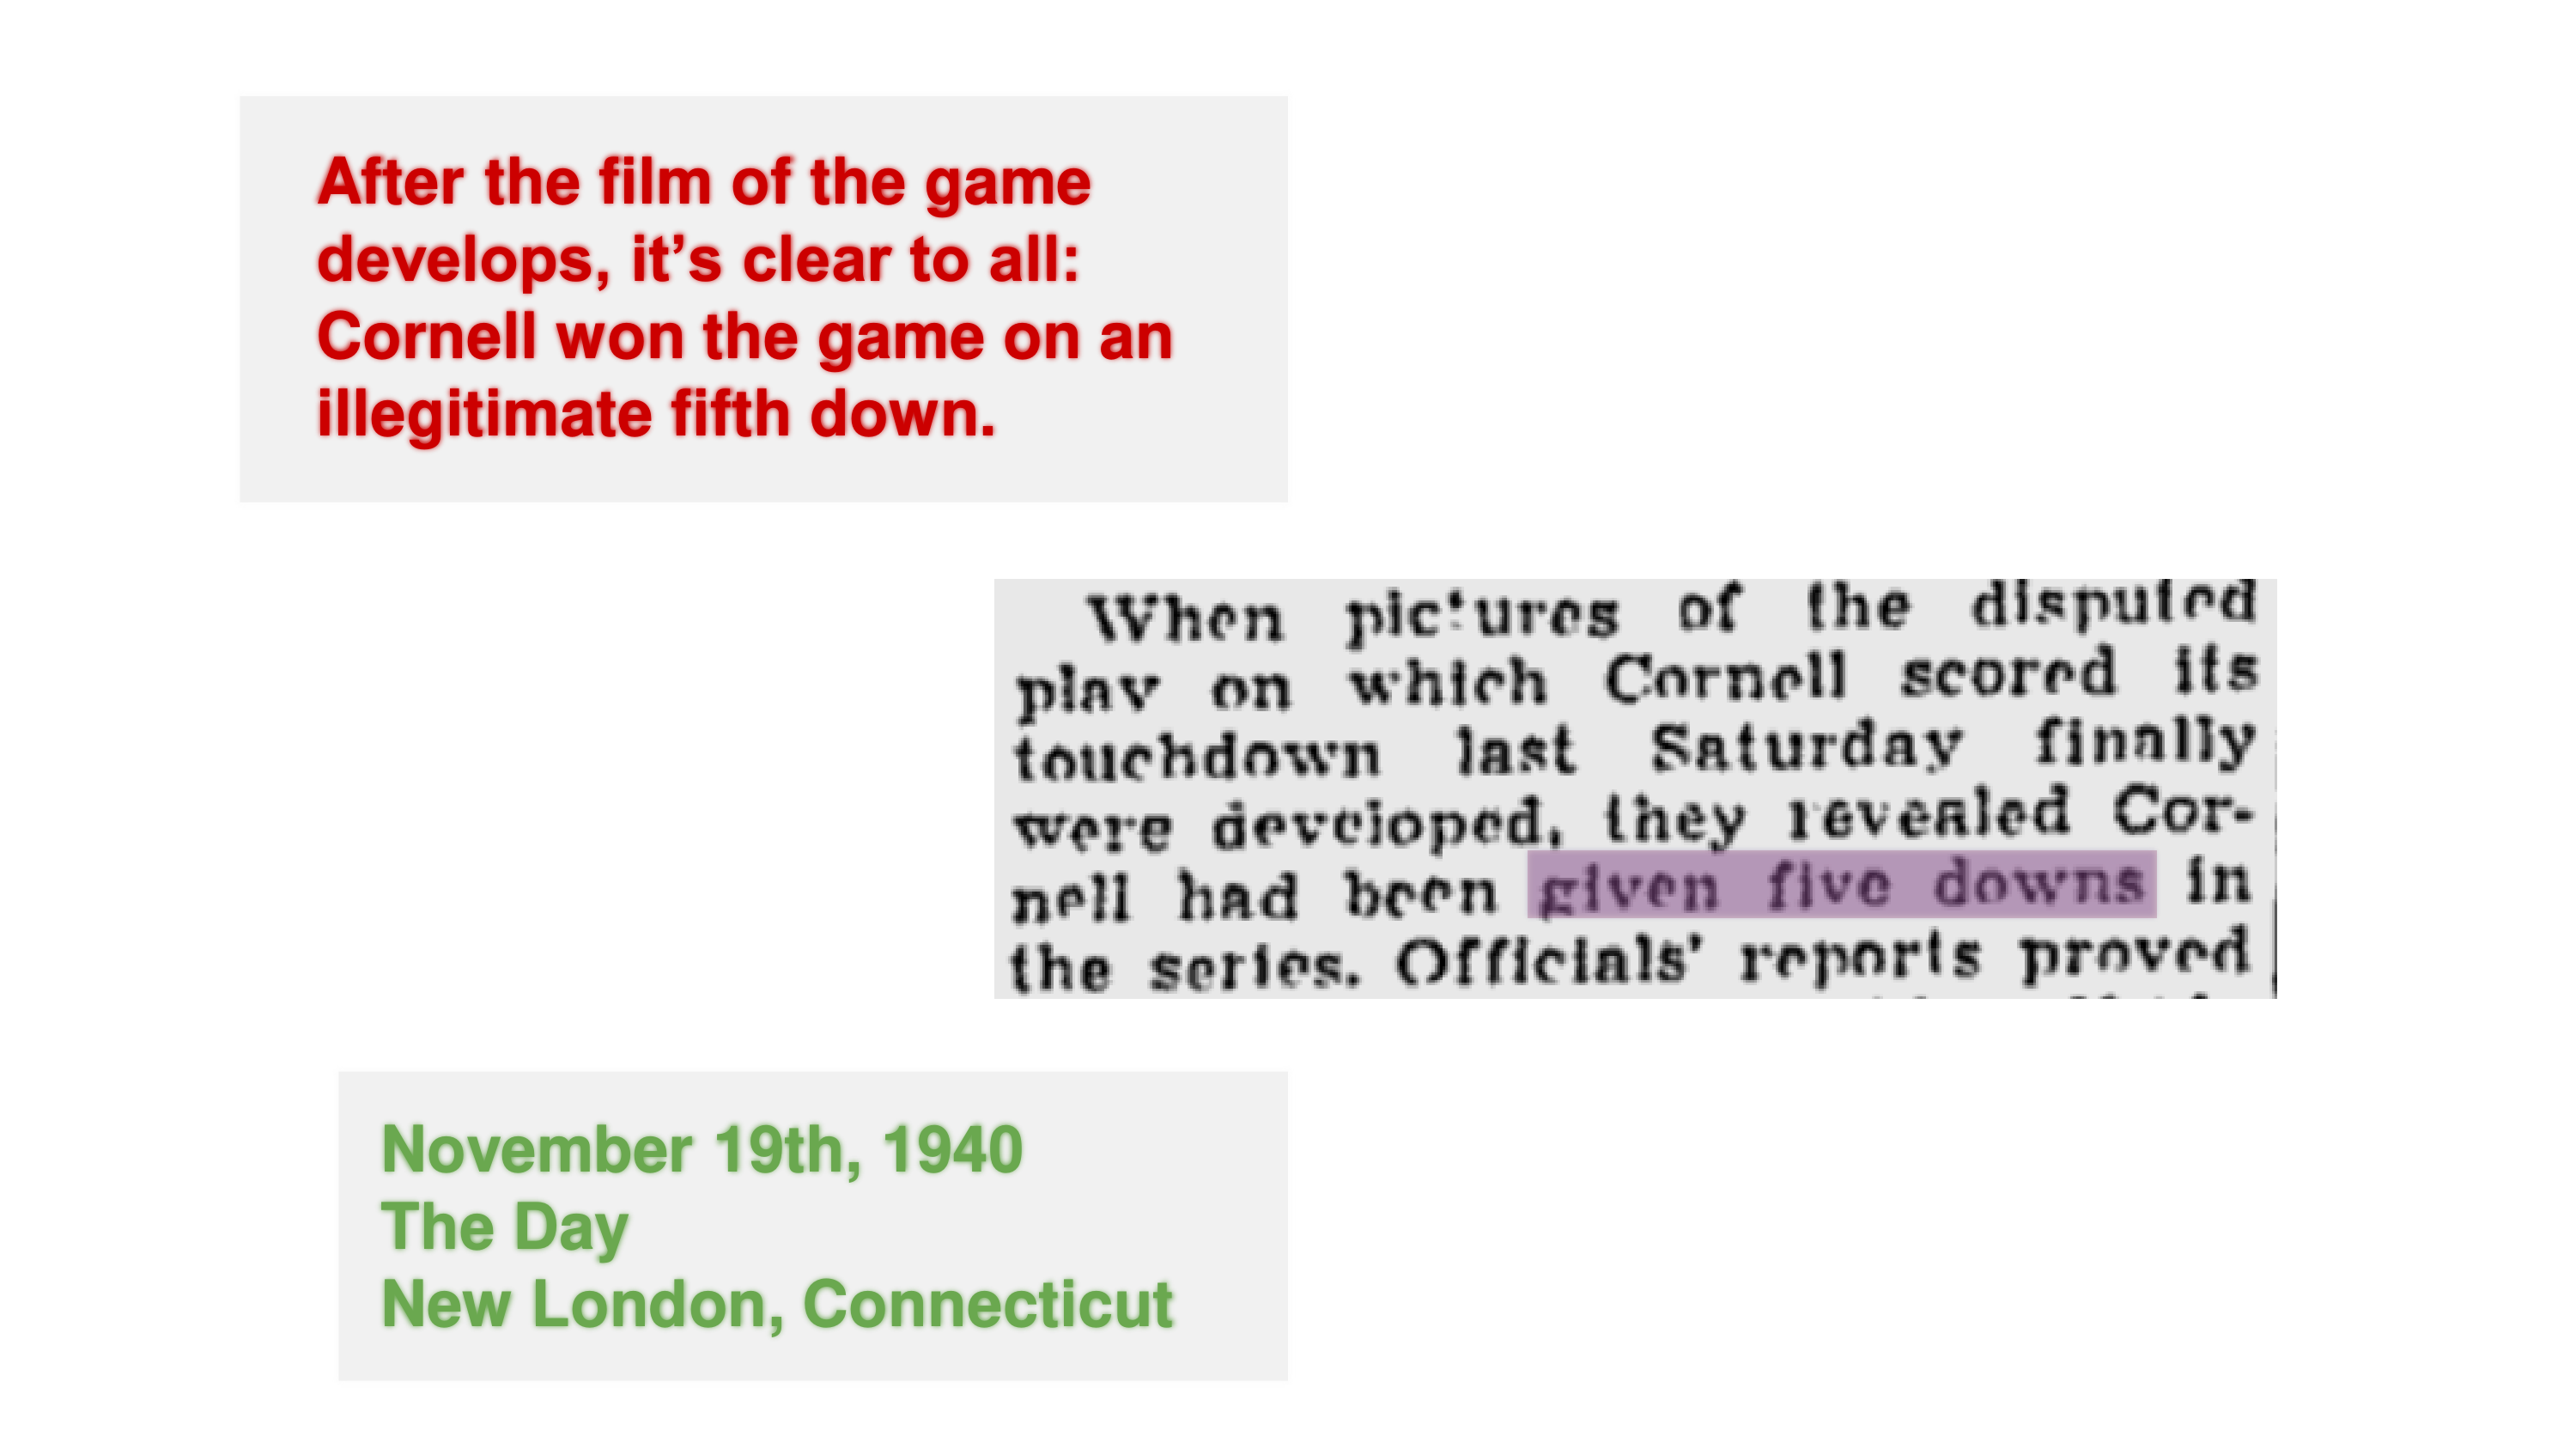 After the film of the game
develops, it’s clear to all:
Cornell won the game on an
illegitimate fifth down.
When pictures of the disputed
play on which Cornell scored its
touchdown last Saturday finally
were developed, they revealed Cor-
nell had been given five downs in
the series. Officials' reports proved
November 19th, 1940
The Day
New London, Connecticut